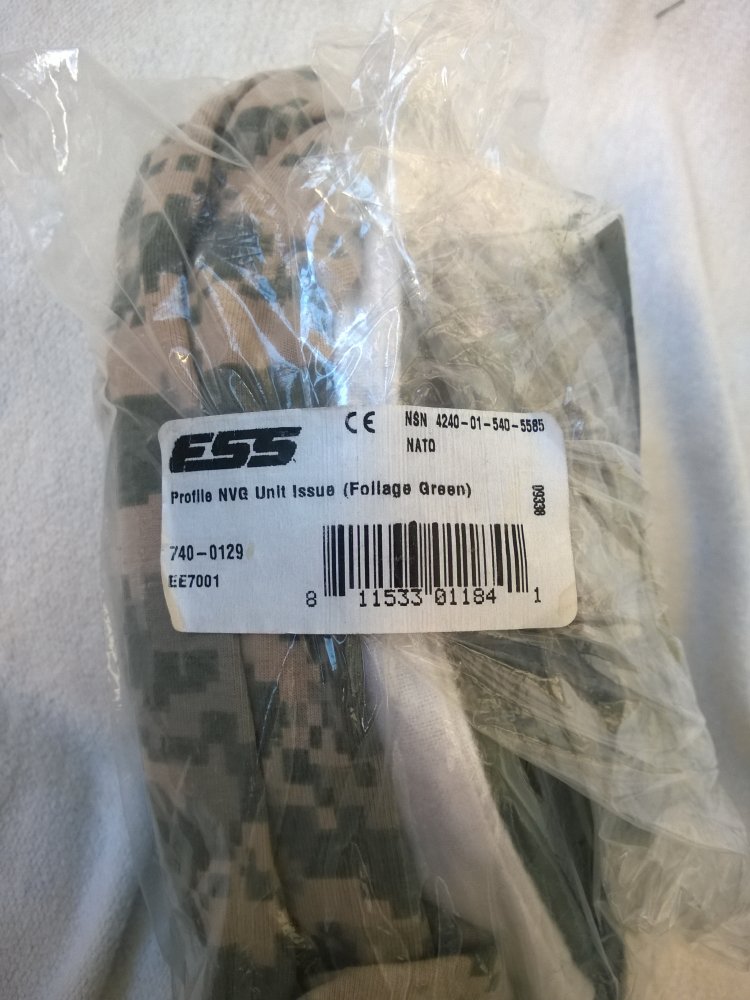 ESS
CE
NSN 4240-01-540-5585
NATO
Profile NVG Unit Issue (Foliage Green)
09338
740-0129
EE7001
8 11533 01184 1